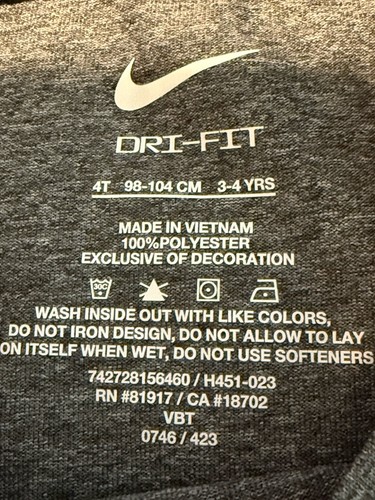 DRI-FIT
4T 98-104 CM 3-4 YRS
MADE IN VIETNAM
100%POLYESTER
EXCLUSIVE OF DECORATION
30C
WASH INSIDE OUT WITH LIKE COLORS,
DO NOT IRON DESIGN, DO NOT ALLOW TO LAY
ON ITSELF WHEN WET, DO NOT USE SOFTENERS
742728156460 / H451-023
RN #81917 / CA #18702
VBT
0746 / 423